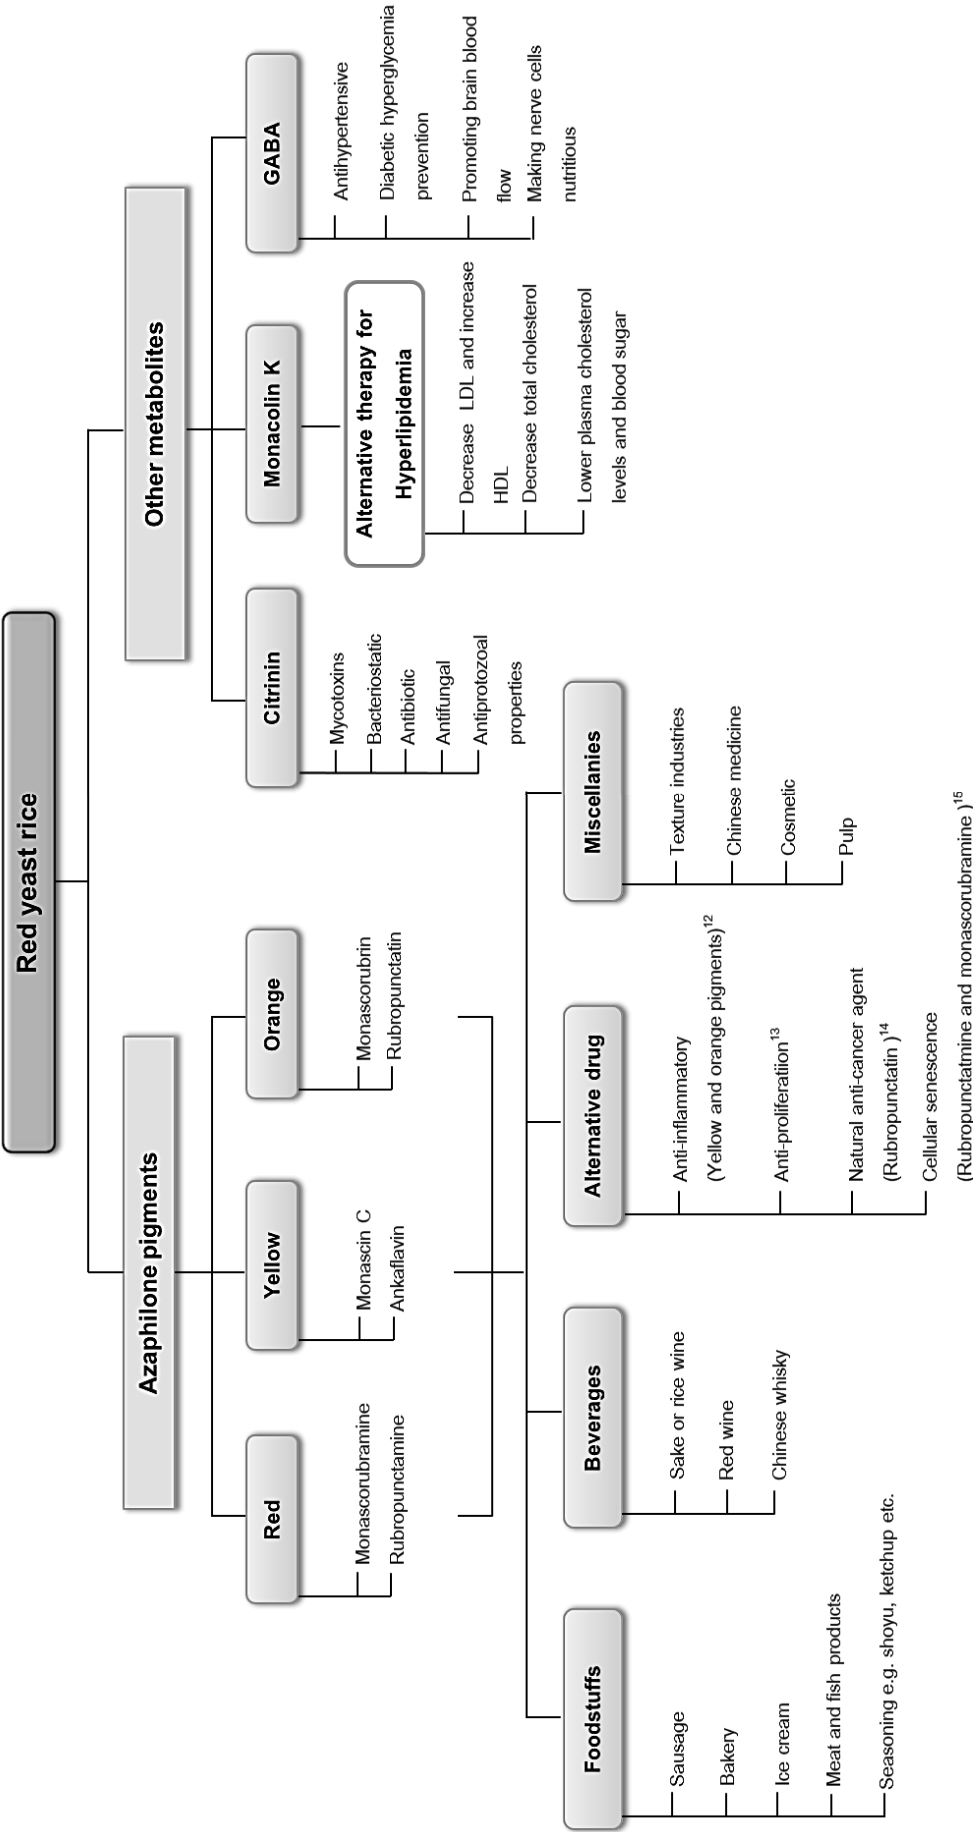 Red yeast rice
Azaphilone pigments
Other metabolites
Red
Monascorubramine
Rubropunctamine
Yellow
Monascin C
Ankaflavin
Orange
Monascorubrin
Rubropunctatin
Citrinin
Mycotoxins
Bacteriostatic
Antibiotic
Antifungal
Antiprotozoal
properties
Monacolin K
Alternative therapy for
Hyperlipidemia
Decrease LDL and increase
HDL
Decrease total cholesterol
Lower plasma cholesterol
levels and blood sugar
GABA
Antihypertensive
Diabetic hyperglycemia
prevention
Promoting brain blood
flow
Making nerve cells
nutritious
Foodstuffs
Sausage
Bakery
Ice cream
Meat and fish products
Seasoning e.g. shoyu, ketchup etc.
Beverages
Sake or rice wine
Red wine
Chinese whisky
Alternative drug
Anti-inflammatory
(Yellow and orange pigments)12
Anti-proliferatiion13
Natural anti-cancer agent
(Rubropunctatin )14
Cellular senescence
(Rubropunctatmine and monascorubramine )15
Miscellanies
Texture industries
Chinese medicine
Cosmetic
Pulp